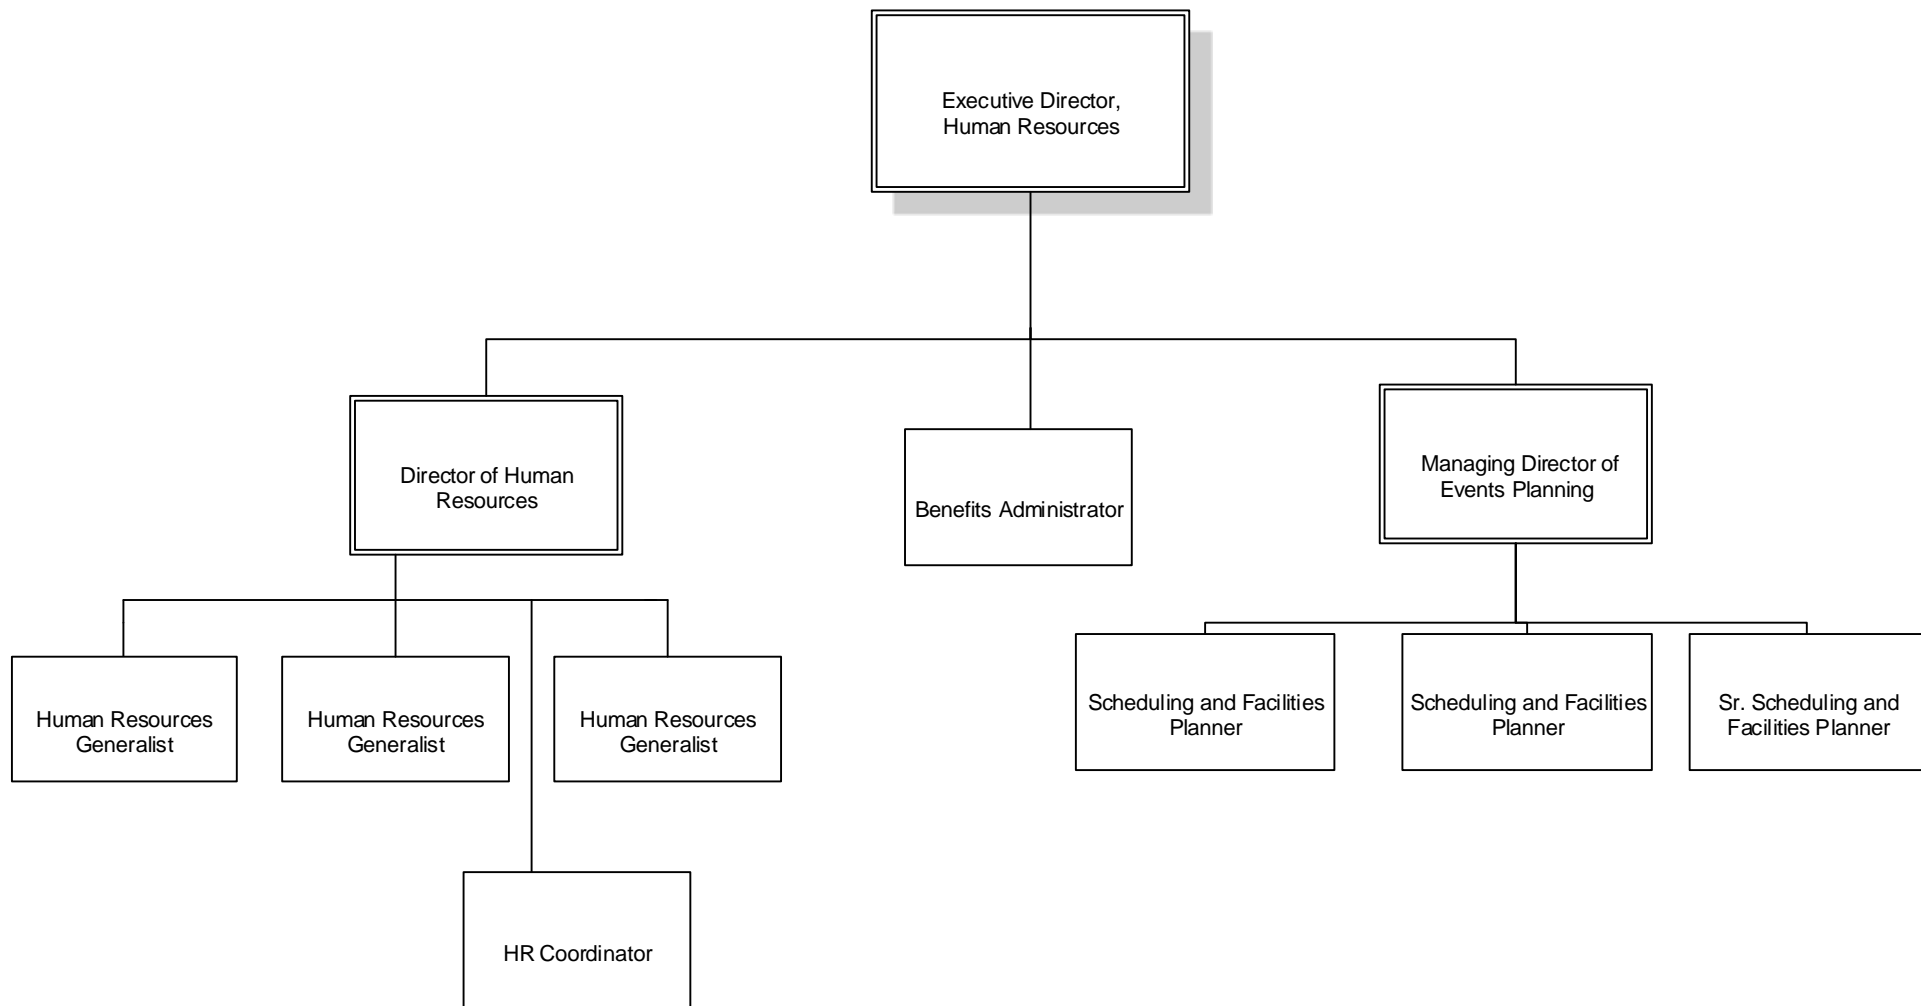 Executive Director,
Human Resources
Director of Human
Resources
Benefits Administrator
Managing Director of
Events Planning
Human Resources
Generalist
Human Resources
Generalist
Human Resources
Generalist
Scheduling and Facilities
Planner
Scheduling and Facilities
Planner
Sr. Scheduling and
Facilities Planner
HR Coordinator